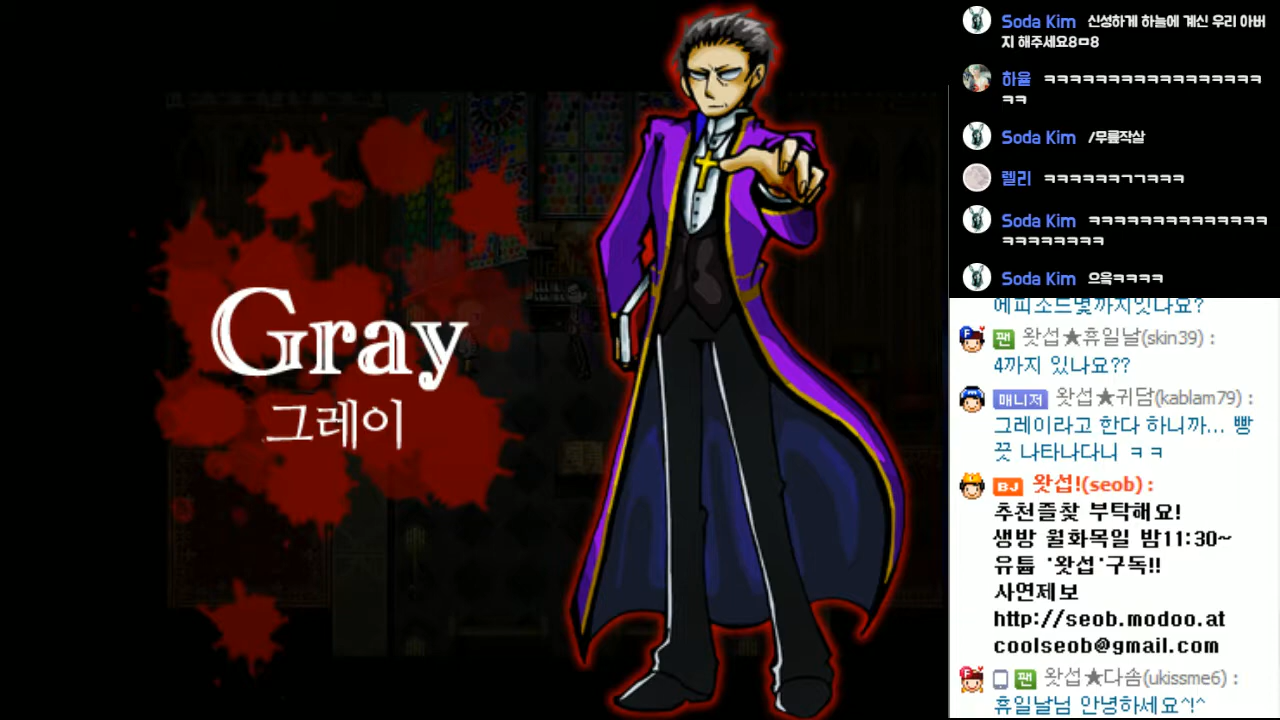 Gray
그레이
Soda Kim 신성하게 하늘에 계신 우리 아버
지 해주세요8ㅁ8
하율 ㅋㅋㅋㅋㅋㅋㅋㅋㅋㅋㅋㅋㅋㅋㅋㅋㅋ
ㅋㅋ
Soda Kim /무릎작살
렐리 ㅋㅋㅋㅋㅋㅋㄱㄱㅋㅋㅋ
Soda Kim ㅋㅋㅋㅋㅋㅋㅋㅋㅋㅋㅋㅋㅋㅋ
ㅋㅋㅋㅋㅋㅋㅋㅋ
Soda Kim 으윽ㅋㅋㅋㅋ
에피소드몇까지잇나요?
팬 왓섭★휴일날(skin39) :
4까지 있나요??
매니저 왓섭★귀담(kablam79) :
그레이라고 한다 하니까... 빵
끗 나타나다니 ㅋㅋ
BJ 왓섭!(seob) :
추천즐찾 부탁해요!
생방 월화목일 밤11:30~
유튭 '왓섭'구독!!
사연제보
http://seob.modoo.at
coolseob@gmail.com
팬 왓섭★다솜(ukissme6) :
휴일날님 안녕하세요^!^